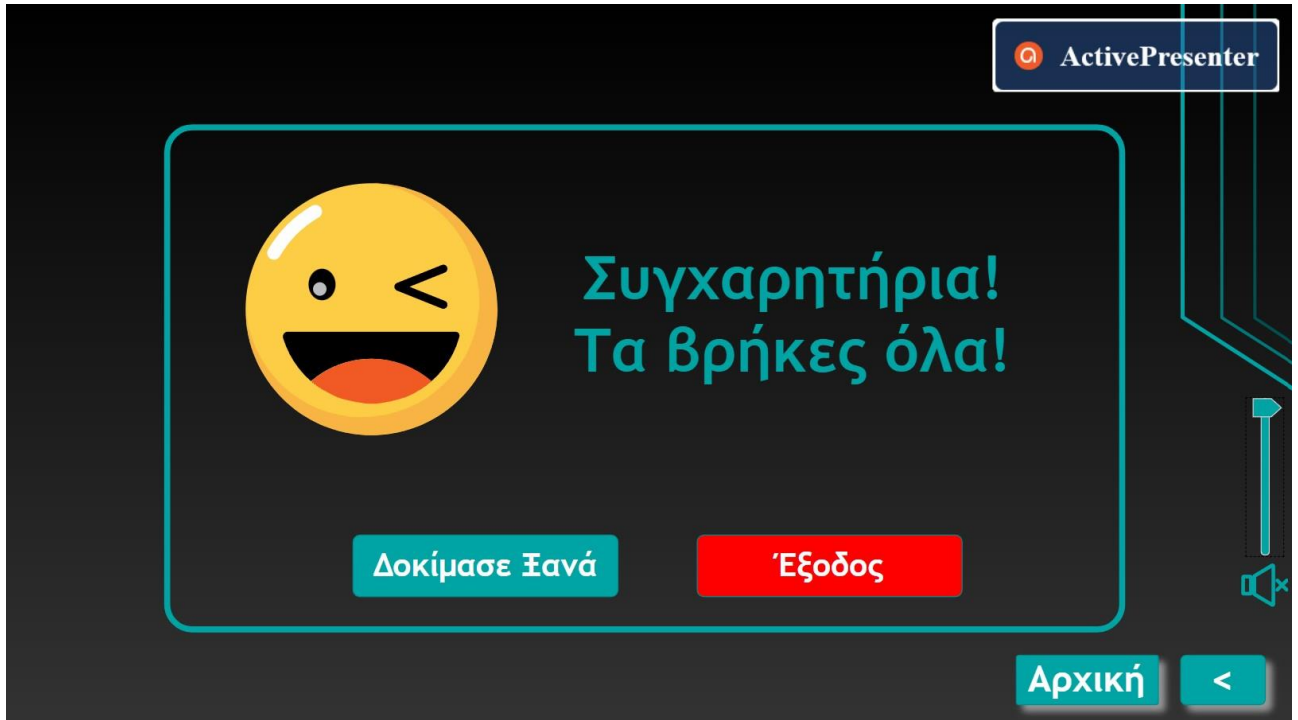 ActivePresenter
Συγχαρητήρια!
Τα βρήκες όλα!
Δοκίμασε Ξανά
Έξοδος
Αρχική
<